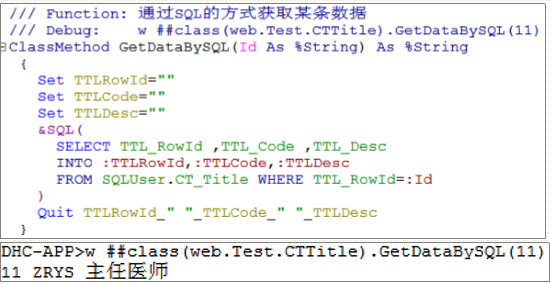 /// Function: 通过SQL的方式获取某条数据
/// Debug:    w ##class(web.Test.CTTitle).GetDataBySQL(11)
ClassMethod GetDataBySQL(Id As %String) As %String
{
Set TTLRowId=""
Set TTLCode=""
Set TTLDesc=""
&SQL(
SELECT TTL_RowId ,TTL_Code ,TTL_Desc
INTO :TTLRowId,:TTLCode,:TTLDesc
FROM SQLUser.CT_Title WHERE TTL_RowId=:Id
)
Quit TTLRowId_" "_TTLCode_" "_TTLDesc
}
DHC-APP>w ##class(web.Test.CTTitle).GetDataBySQL(11)
11 ZRYS 主任医师